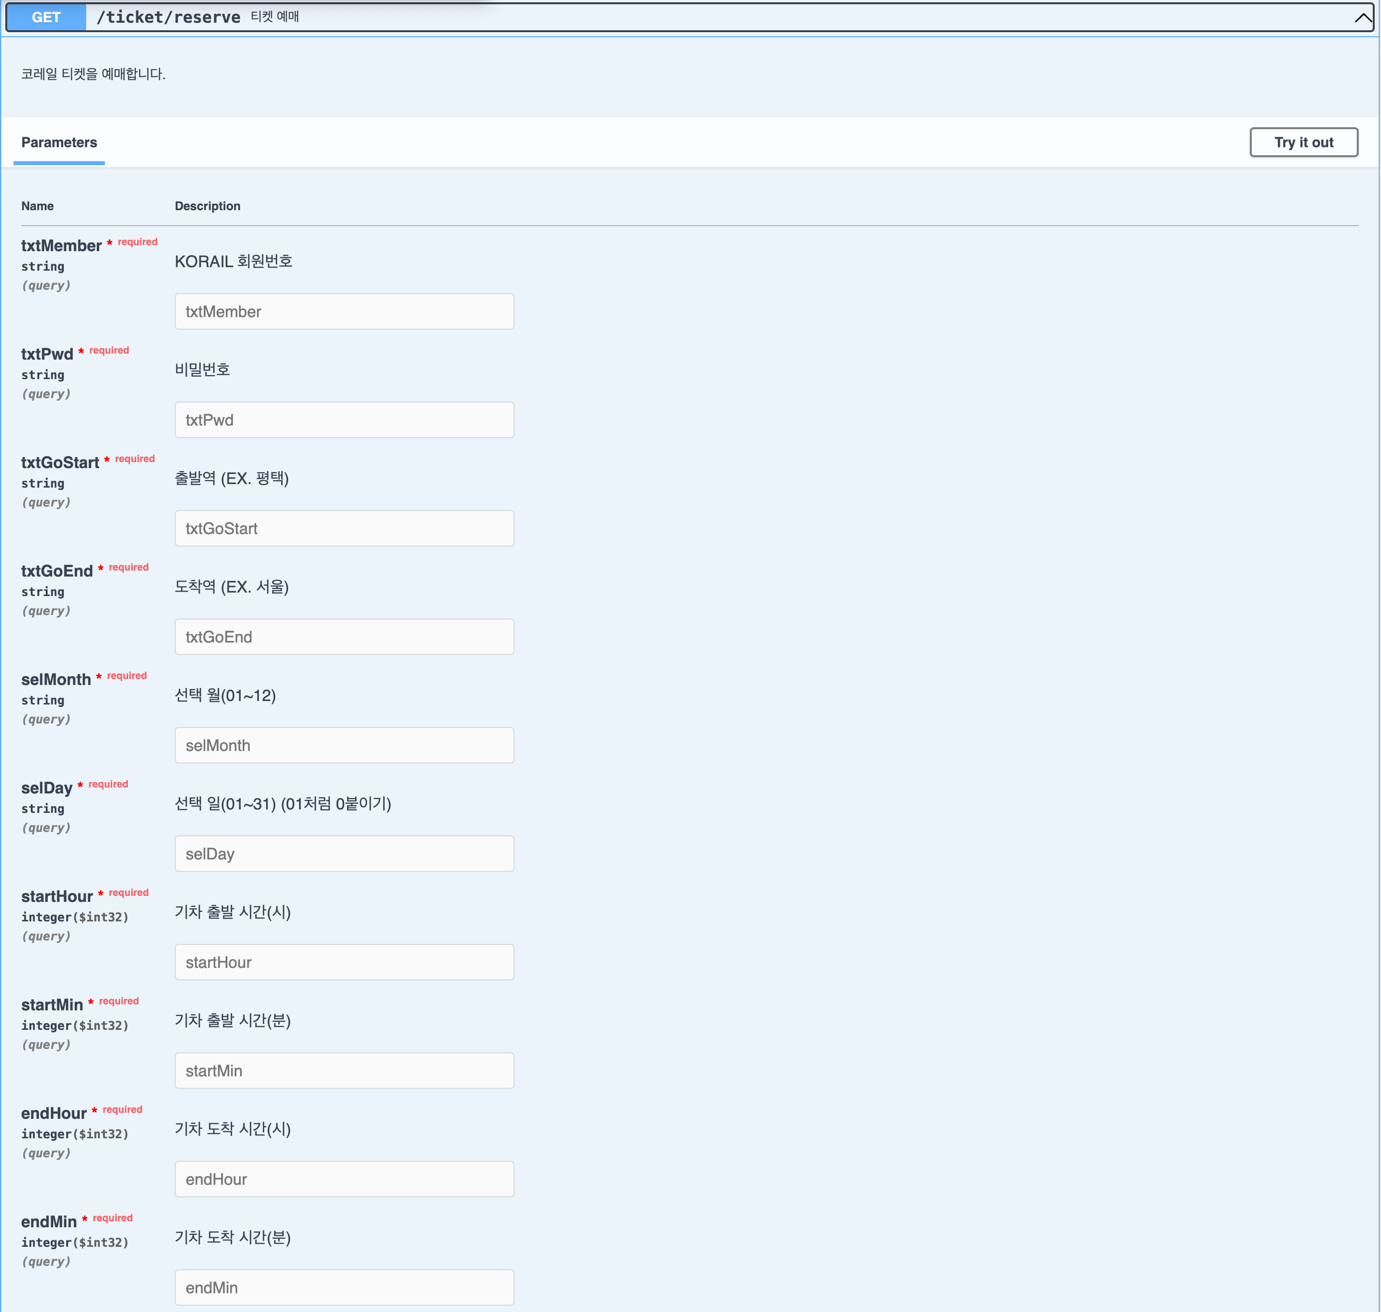 GET /ticket/reserve 티켓 예매
코레일 티켓을 예매합니다.
Parameters
Try it out
Name Description
txtMember * required
string
(query)
KORAIL 회원번호
txtMember
txtPwd * required
string
(query)
비밀번호
txtPwd
txtGoStart * required
string
(query)
출발역 (EX. 평택)
txtGoStart
txtGoEnd * required
string
(query)
도착역 (EX. 서울)
txtGoEnd
selMonth * required
string
(query)
선택 월(01~12)
selMonth
selDay * required
string
(query)
선택 일(01~31) (01처럼 0붙이기)
selDay
startHour * required
integer($int32)
(query)
기차 출발 시간(시)
startHour
startMin * required
integer($int32)
(query)
기차 출발 시간(분)
startMin
endHour * required
integer($int32)
(query)
기차 도착 시간(시)
endHour
endMin * required
integer($int32)
(query)
기차 도착 시간(분)
endMin